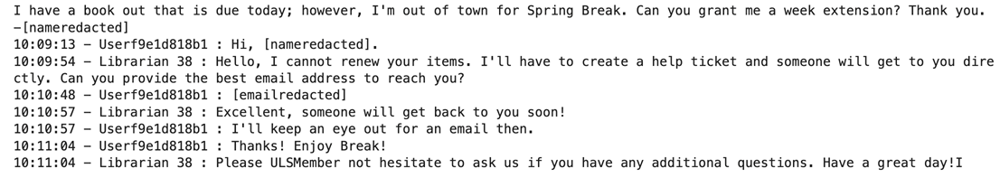 I have a book out that is due today; however, I'm out of town for Spring Break. Can you grant me a week extension? Thank you.
–[nameredacted]
10:09:13 – Userf9e1d818b1 : Hi, [nameredacted].
10:09:54 – Librarian 38 : Hello, I cannot renew your items. I'll have to create a help ticket and someone will get to you dire
ctly. Can you provide the best email address to reach you?
10:10:48 – Userf9e1d818b1 : [emailredacted]
10:10:57 – Librarian 38 : Excellent, someone will get back to you soon!
10:10:57 – Userf9e1d818b1 : I'll keep an eye out for an email then.
10:11:04 – Userf9e1d818b1 : Thanks! Enjoy Break!
10:11:04 – Librarian 38 : Please ULSMember not hesitate to ask us if you have any additional questions. Have a great day!I